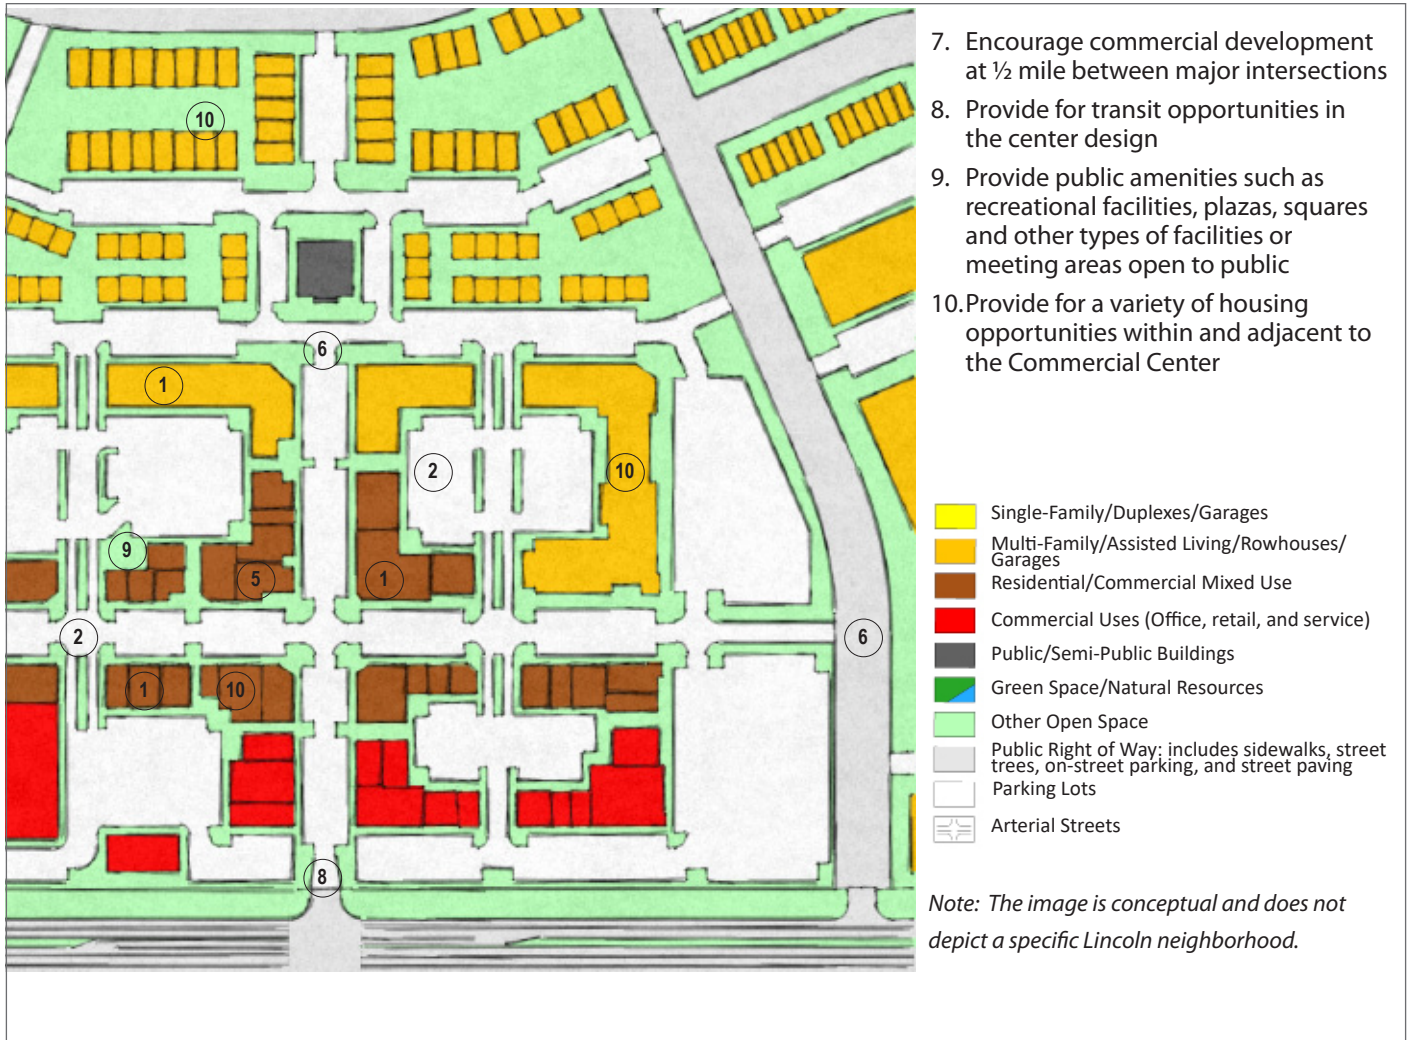 10
6
1
2
10
9
5
1
2
6
1
10
8
7. Encourage commercial development
at ½ mile between major intersections
8. Provide for transit opportunities in
the center design
9. Provide public amenities such as
recreational facilities, plazas, squares
and other types of facilities or
meeting areas open to public
10.Provide for a variety of housing
opportunities within and adjacent to
the Commercial Center
Single-Family/Duplexes/Garages
Multi-Family/Assisted Living/Rowhouses/
Garages
Residential/Commercial Mixed Use
Commercial Uses (Office, retail, and service)
Public/Semi-Public Buildings
Green Space/Natural Resources
Other Open Space
Public Right of Way: includes sidewalks, street
trees, on-street parking, and street paving
Parking Lots
Arterial Streets
Note: The image is conceptual and does not
depict a specific Lincoln neighborhood.